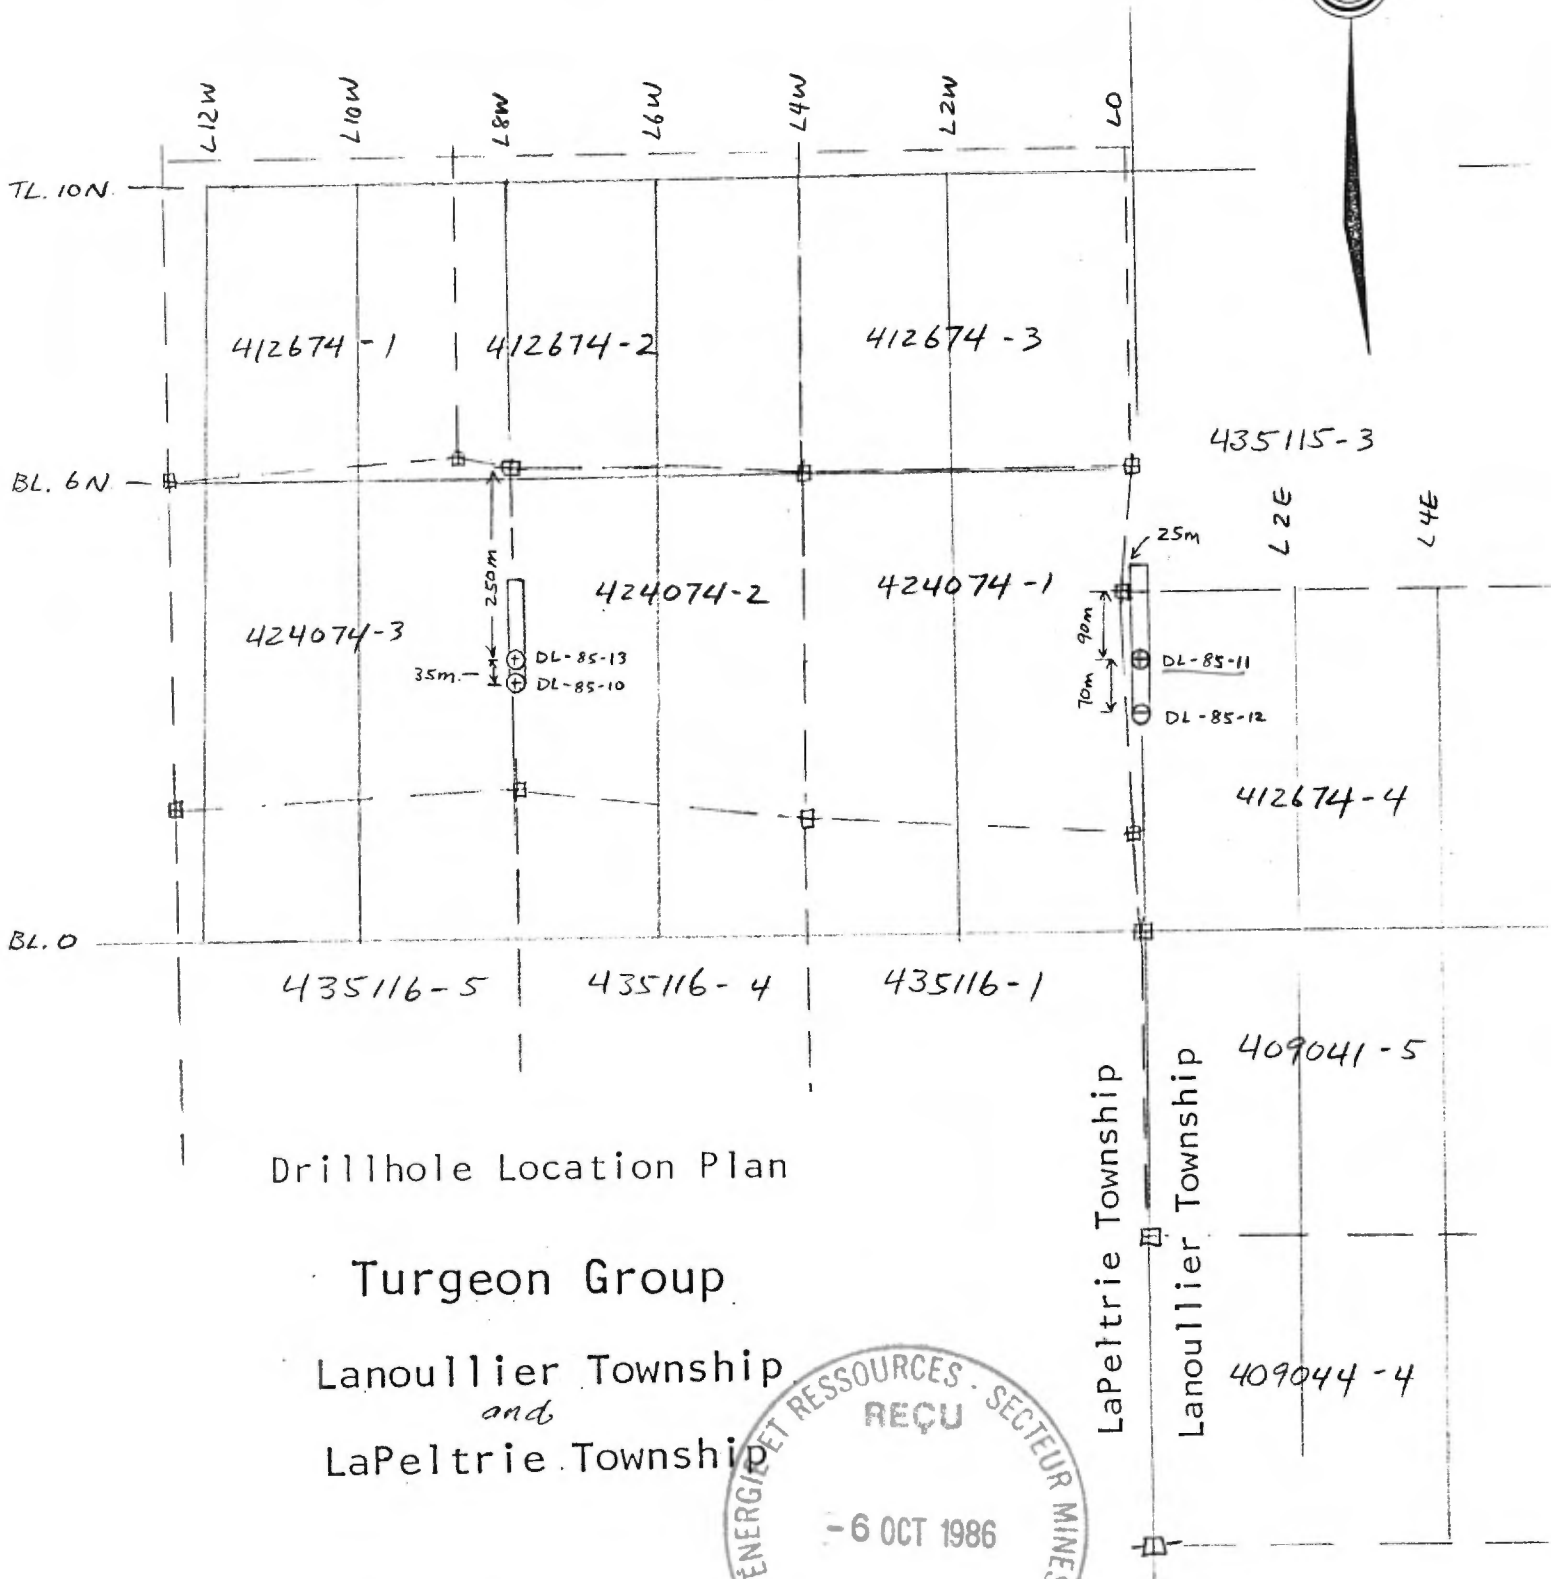 L12W
L10W
L8W
L6W
L4W
L2W
L0
TL. 10N.
412674-1
412674-2
412674-3
435115-3
BL. 6N
L2E
L4E
25m
250m
424074-2
424074-1
424074-3
90m
DL-85-13
DL-85-11
35m.
DL-85-10
70m
DL-85-12
412674-4
BL.0
435116-5
435116-4
435116-1
409041-5
LaPeltrie Township
Lanoullier Township
Drillhole Location Plan
Turgeon Group
Lanoullier Township
and
LaPeltrie Township
409044-4
ÉNERGIE ET RESSOURCES - SECTEUR MINES
REÇU
-6 OCT 1986